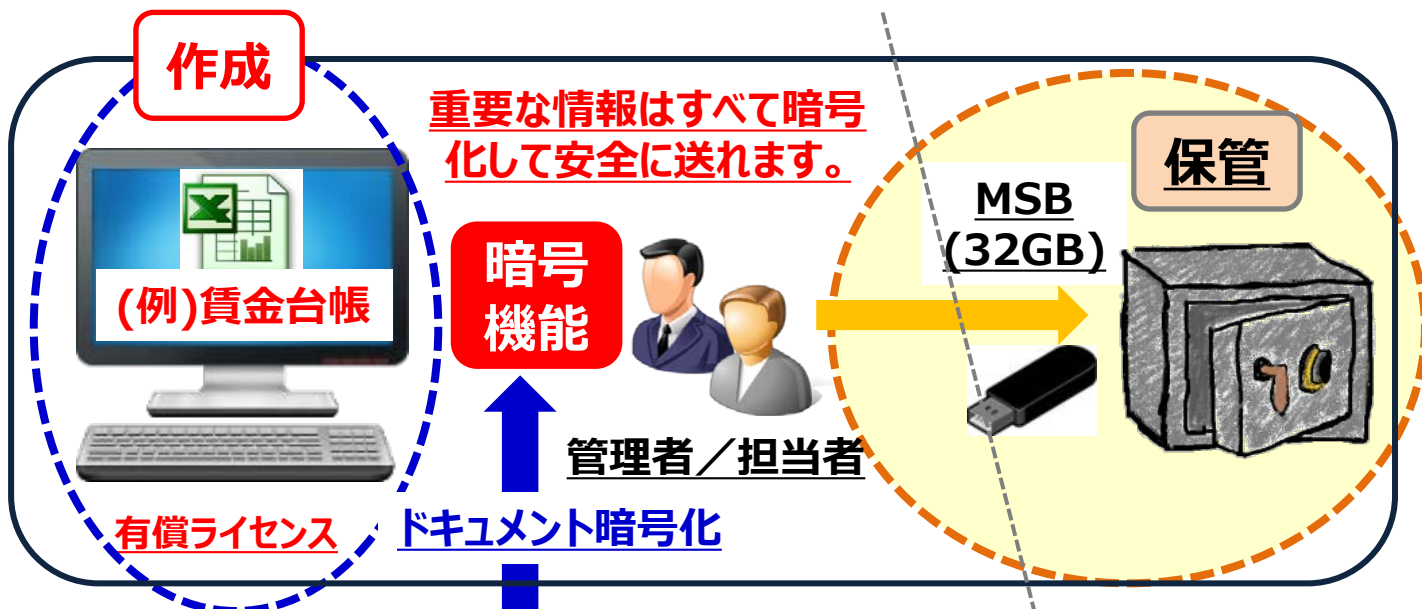 作成
重要な情報はすべて暗号
化して安全に送れます。
保管
MSB
(32GB)
(例)賃金台帳
暗号
機能
管理者／担当者
有償ライセンス
ドキュメント暗号化